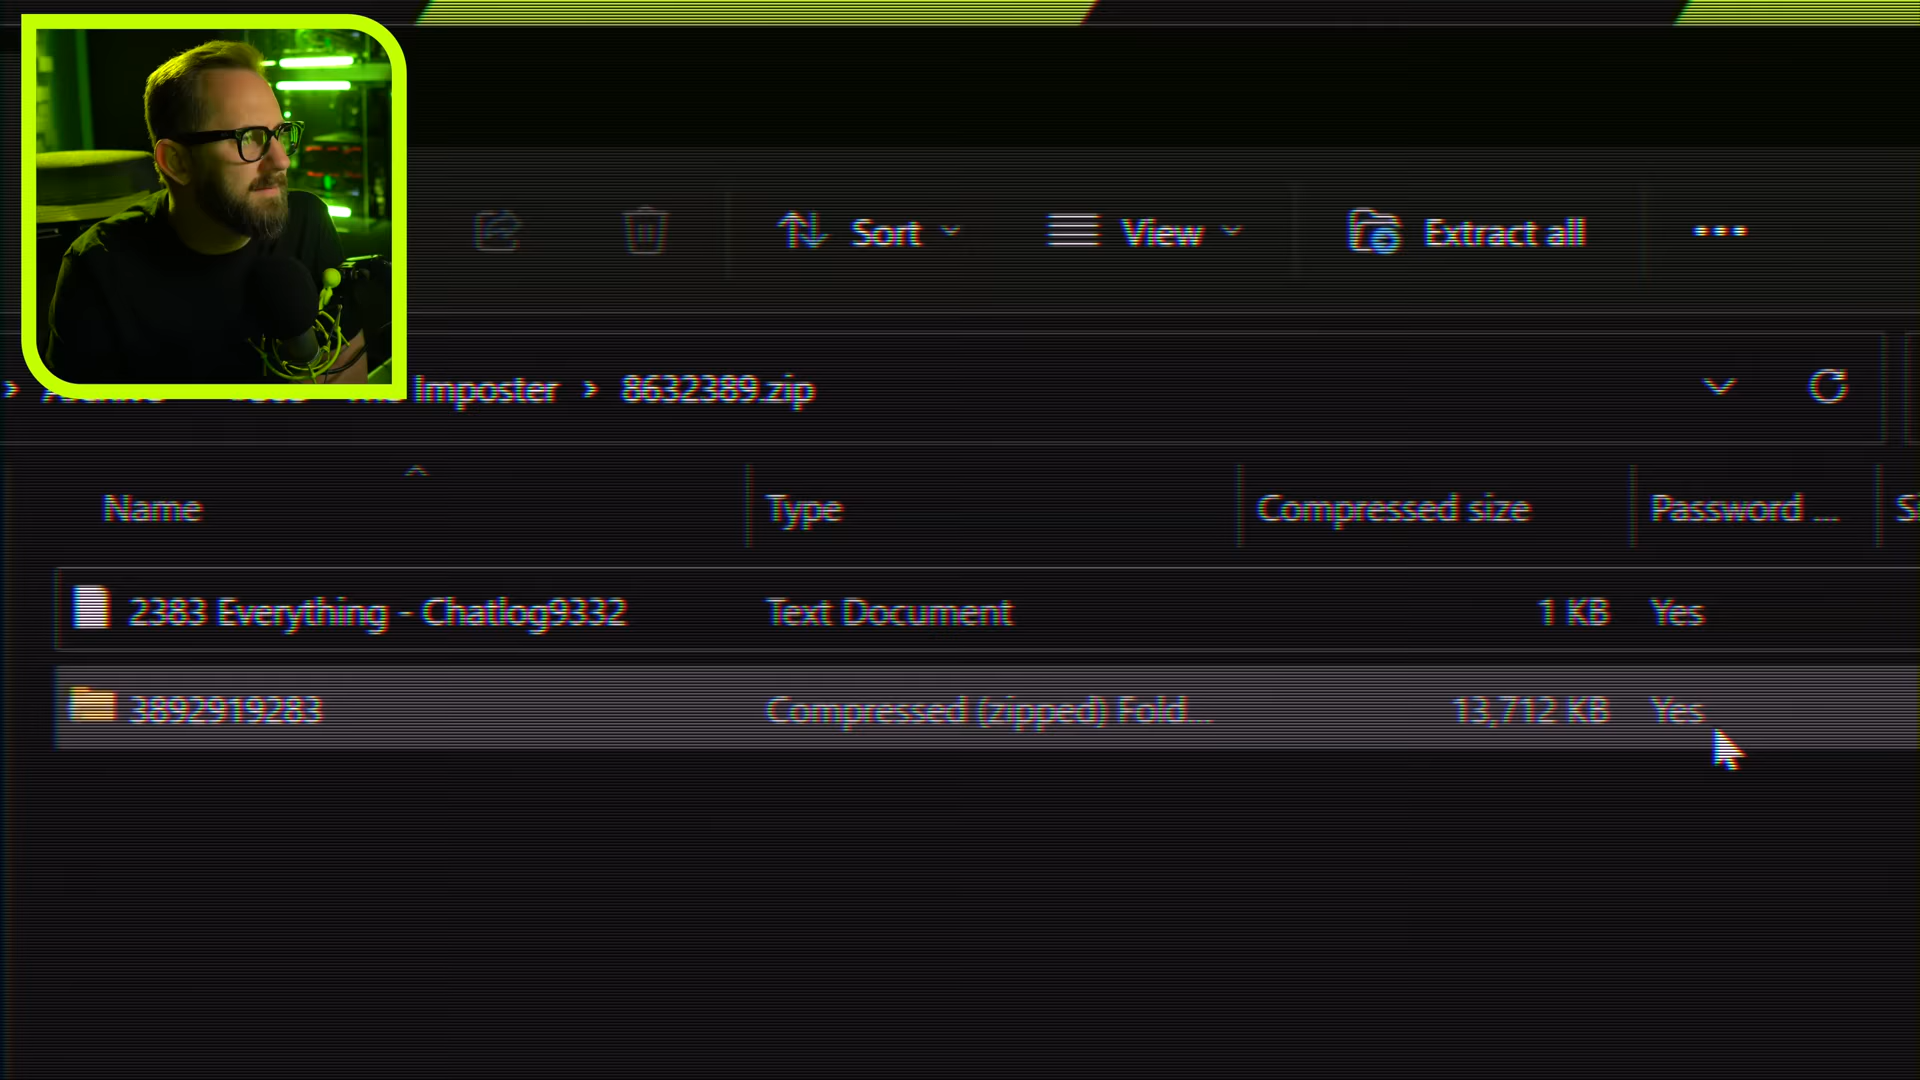 Sort View Extract all
Imposter > 8632389.zip
Name Type Compressed size Password ...
2383 Everything - Chatlog9332 Text Document 1 KB Yes
3892919283 Compressed (zipped) Fold... 13,712 KB Yes